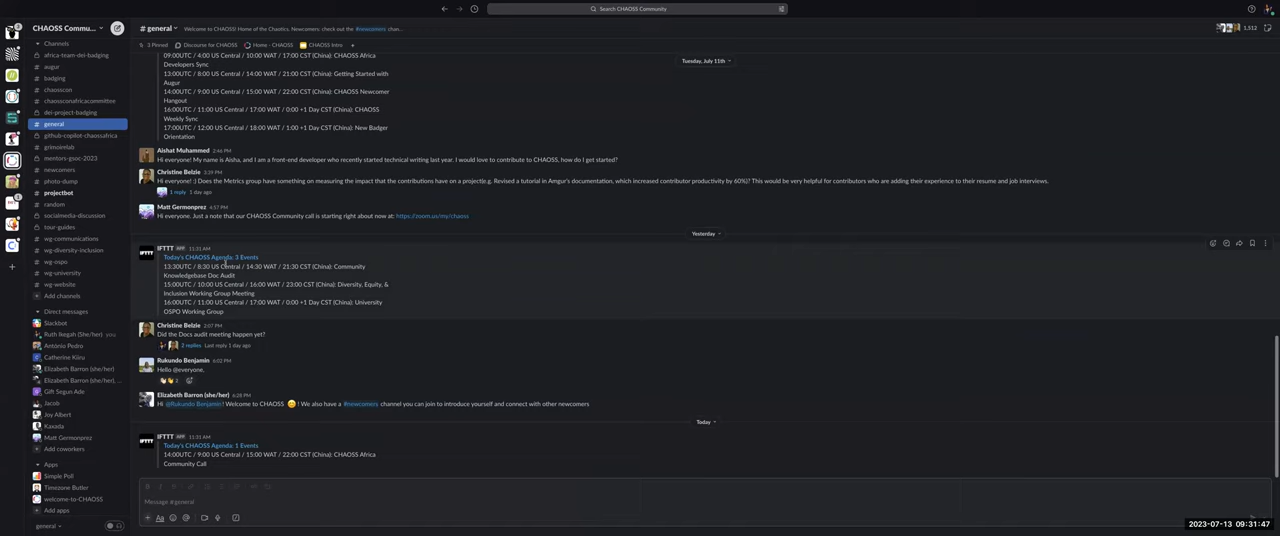 Search CHAOSS Community
CHAOSS Commu...
# general
Welcome to CHAOSS! Home of the Chaotics. Newcomers: check out the #newcomers chan...
1,512
3 Pinned
Discourse for CHAOSS
Home - CHAOSS
CHAOSS Intro
+
Channels
africa-team-dei-badging
augur
badging
chaosscon
chaossconafricacommittee
dei-project-badging
general
github-copilot-chaossafrica
grimoirelab
mentors-gsoc-2023
newcomers
photo-dump
projectbot
random
socialmedia-discussion
tour-guides
wg-communications
wg-diversity-inclusion
wg-ospo
wg-university
wg-website
Add channels
Direct messages
Slackbot
Ruth Ikegah (She/her) you
António Pedro
Catherine Kiiru
Elizabeth Barron (she/her)
Elizabeth Barron (she/her), ...
Gift Segun Ade
Jacob
Joy Albert
Kaxada
Matt Germonprez
Add coworkers
Apps
Simple Poll
Timezone Butler
welcome-to-CHAOSS
Add apps
general
Tuesday, July 11th
09:00UTC / 4:00 US Central / 10:00 WAT / 17:00 CST (China): CHAOSS Africa
Developers Sync
13:00UTC / 8:00 US Central / 14:00 WAT / 21:00 CST (China): Getting Started with
Augur
14:00UTC / 9:00 US Central / 15:00 WAT / 22:00 CST (China): CHAOSS Newcomer
Hangout
16:00UTC / 11:00 US Central / 17:00 WAT / 0:00 +1 Day CST (China): CHAOSS
Weekly Sync
17:00UTC / 12:00 US Central / 18:00 WAT / 1:00 +1 Day CST (China): New Badger
Orientation
Aishat Muhammed 2:46 PM
Hi everyone! My name is Aisha, and I am a front-end developer who recently started technical writing last year. I would love to contribute to CHAOSS, how do I get started?
Christine Belzie 3:39 PM
Hi everyone! :) Does the Metrics group have something on measuring the impact that the contributions have on a project(e.g. Revised a tutorial in Amgur's documentation, which increased contributor productivity by 60%)? This would be very helpful for contributors who are adding their experience to their resume and job interviews.
1 reply 1 day ago
Matt Germonprez 4:57 PM
Hi everyone. Just a note that our CHAOSS Community call is starting right about now at: https://zoom.us/my/chaoss
Yesterday
IFTTT APP 11:31 AM
Today's CHAOSS Agenda: 3 Events
13:30UTC / 8:30 US Central / 14:30 WAT / 21:30 CST (China): Community
Knowledgebase Doc Audit
15:00UTC / 10:00 US Central / 16:00 WAT / 23:00 CST (China): Diversity, Equity, &
Inclusion Working Group Meeting
16:00UTC / 11:00 US Central / 17:00 WAT / 0:00 +1 Day CST (China): University
OSPO Working Group
Christine Belzie 2:07 PM
Did the Docs audit meeting happen yet?
2 replies Last reply 1 day ago
Rukundo Benjamin 6:02 PM
Hello @everyone,
2
Elizabeth Barron (she/her) 6:28 PM
Hi @Rukundo Benjamin! Welcome to CHAOSS ! We also have a #newcomers channel you can join to introduce yourself and connect with other newcomers
Today
IFTTT APP 11:31 AM
Today's CHAOSS Agenda: 1 Events
14:00UTC / 9:00 US Central / 15:00 WAT / 22:00 CST (China): CHAOSS Africa
Community Call
Message #general
Aa
2023-07-13 09:31:47